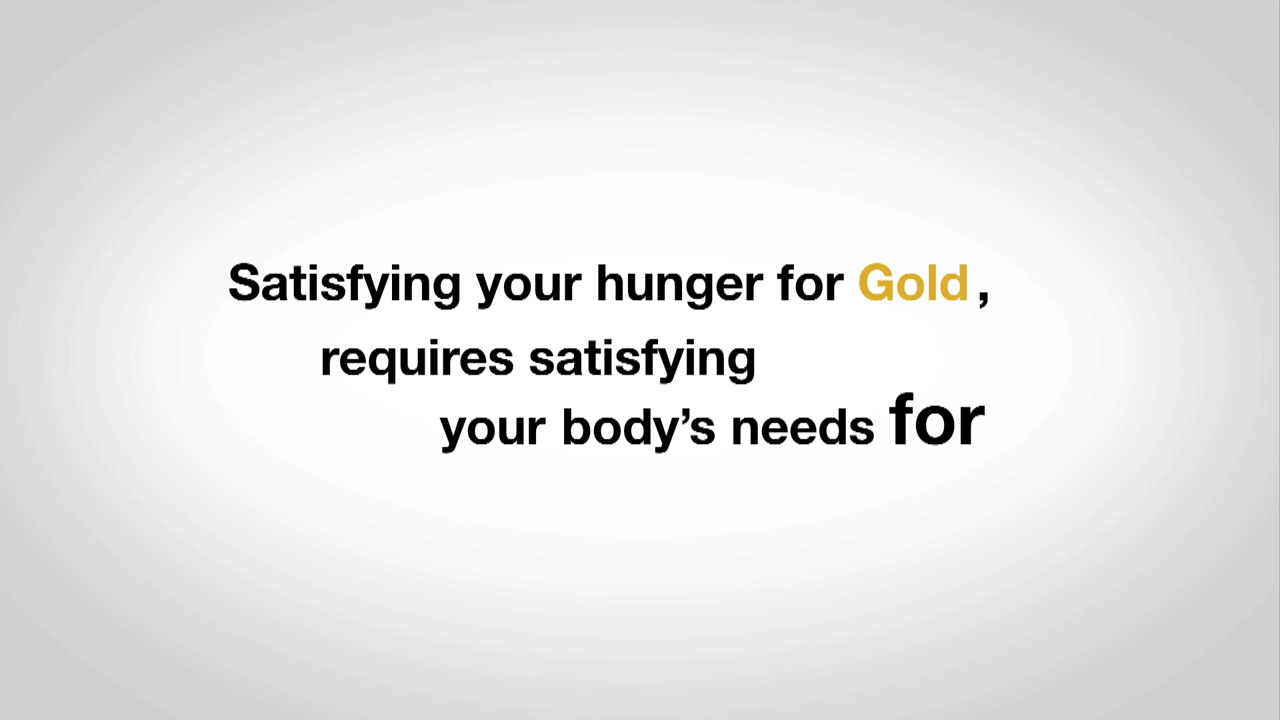 Satisfying your hunger for Gold ,
requires satisfying
your body’s needs for